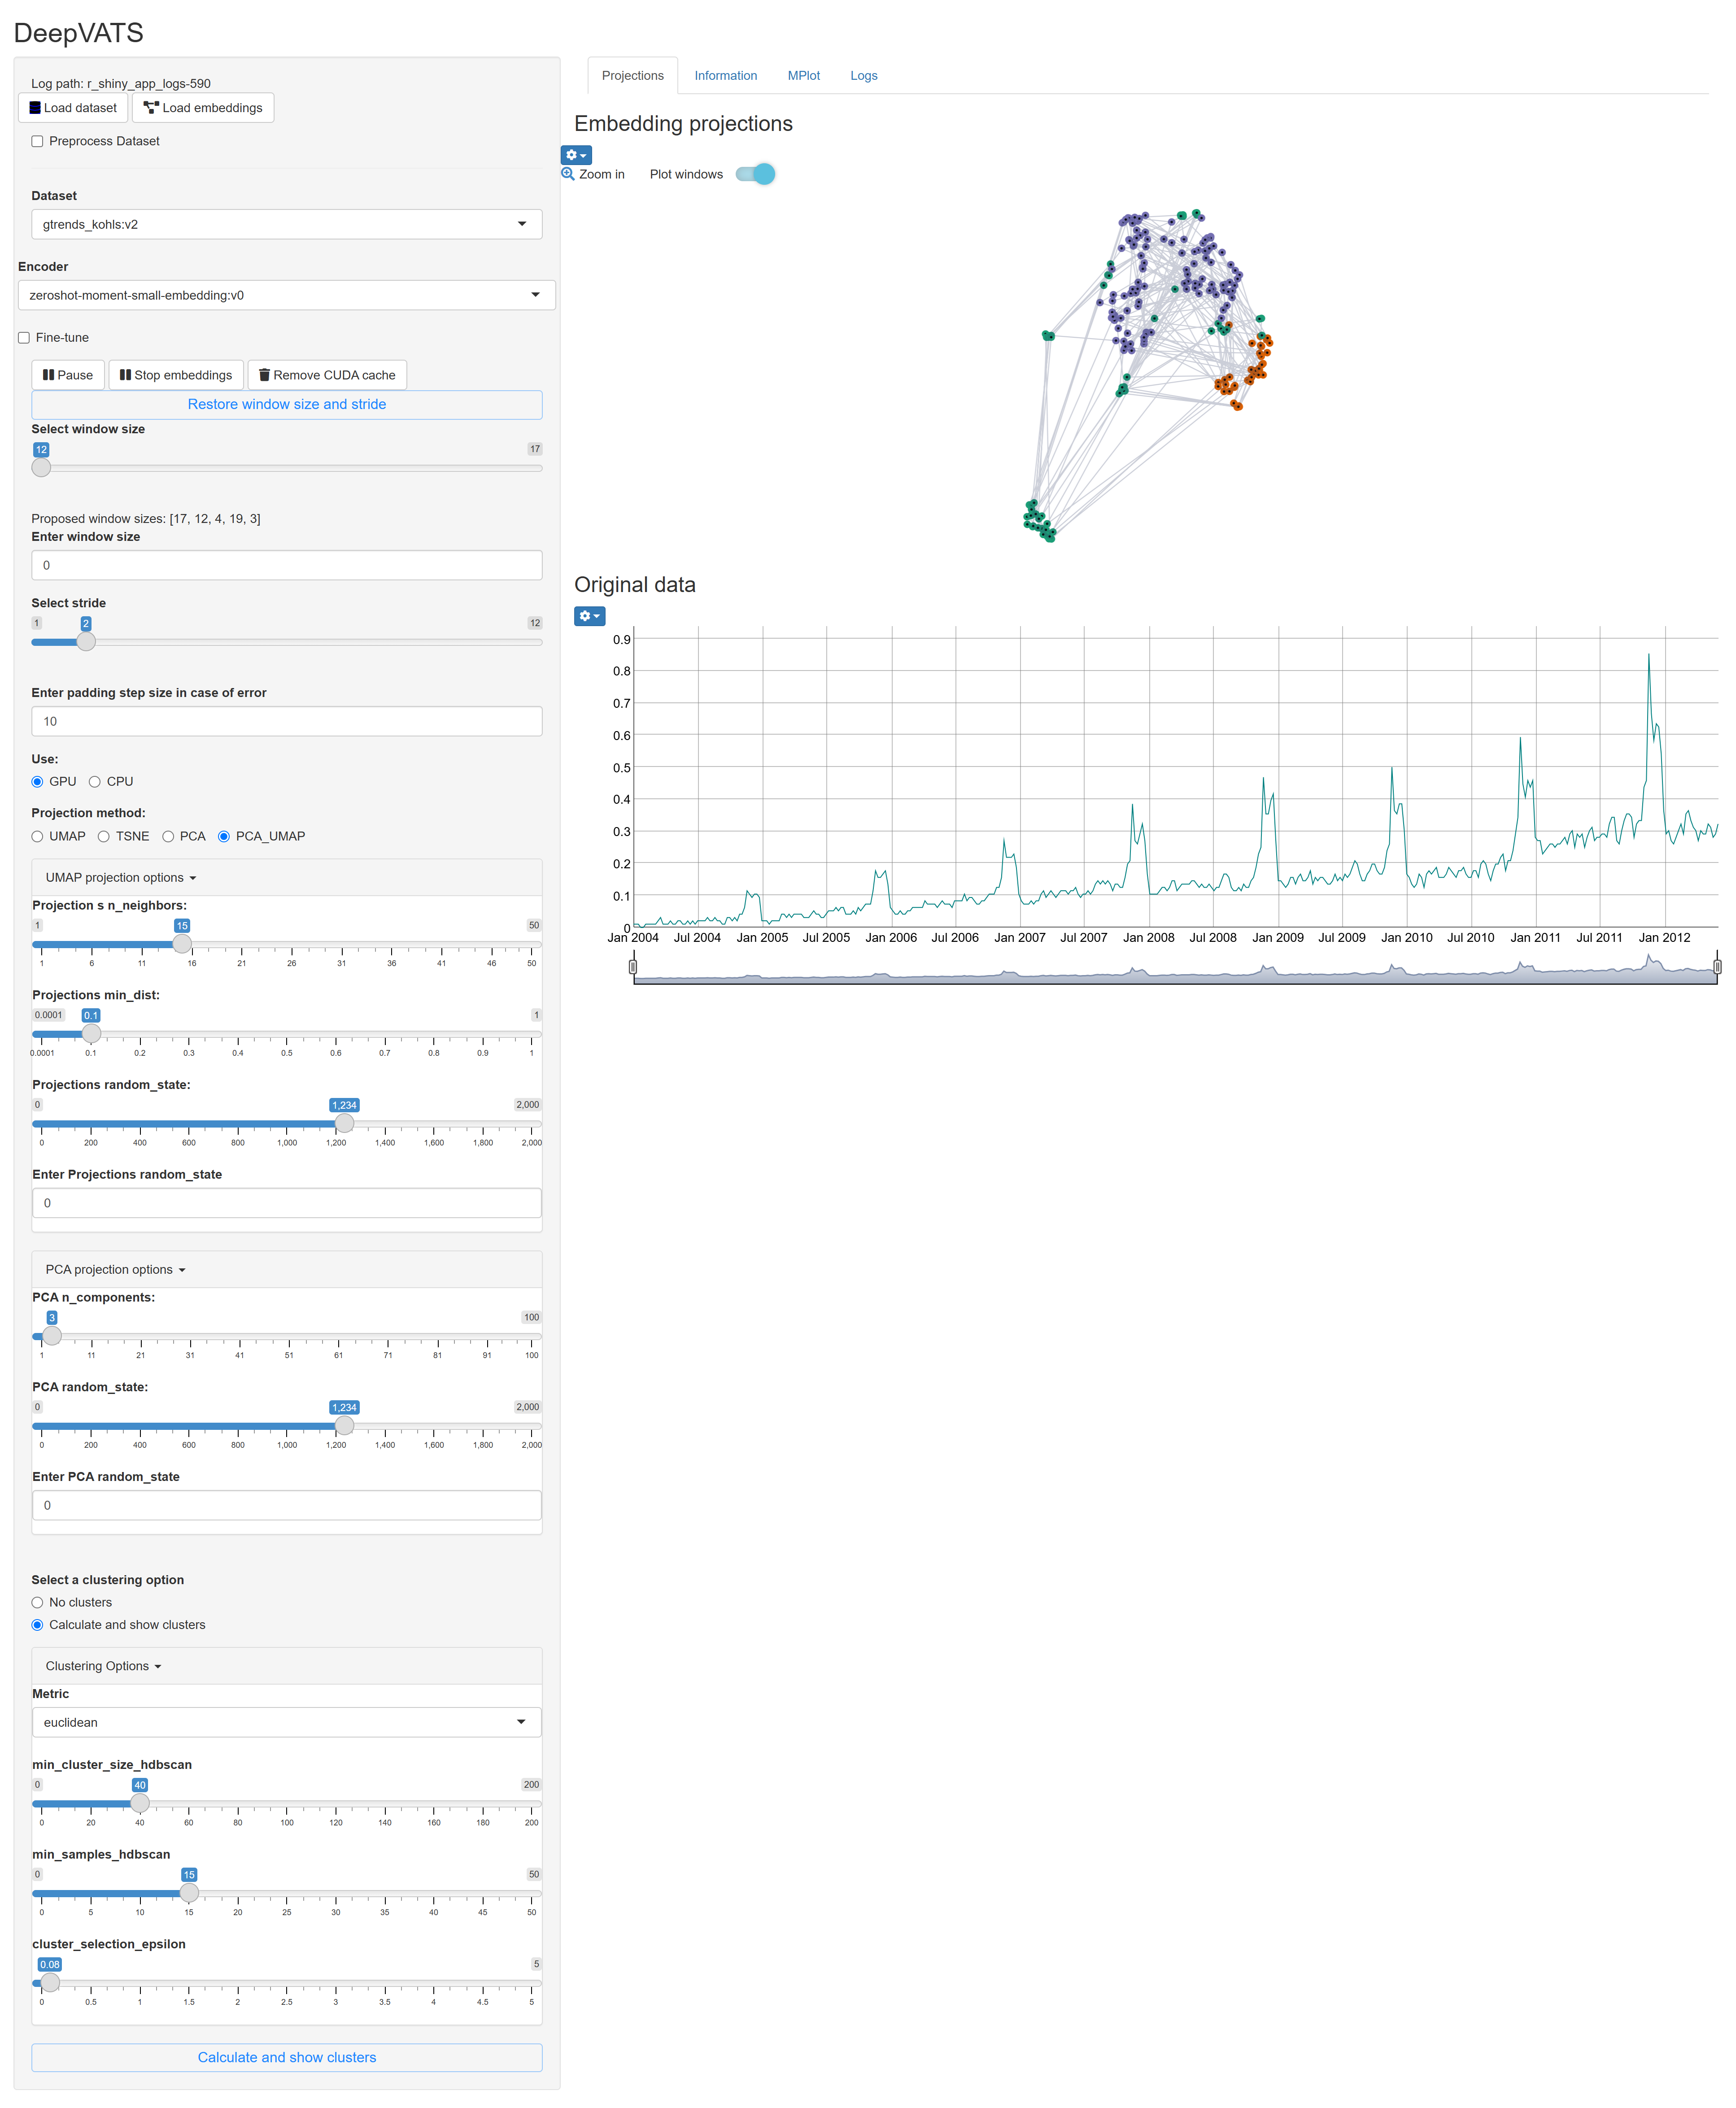 DeepVATS
Log path: r_shiny_app_logs-590
Load dataset Load embeddings
Preprocess Dataset
Dataset
gtrends_kohls:v2
Encoder
zeroshot-moment-small-embedding:v0
Fine-tune
Pause Stop embeddings Remove CUDA cache
Restore window size and stride
Select window size
12 17
Proposed window sizes: [17, 12, 4, 19, 3]
Enter window size
0
Select stride
1 2 12
Enter padding step size in case of error
10
Use:
GPU CPU
Projection method:
UMAP TSNE PCA PCA_UMAP
UMAP projection options
Projection s n_neighbors:
1 15 50
1 6 11 16 21 26 31 36 41 46 50
Projections min_dist:
0.0001 0.1 1
0.0001 0.1 0.2 0.3 0.4 0.5 0.6 0.7 0.8 0.9 1
Projections random_state:
0 1,234 2,000
0 200 400 600 800 1,000 1,200 1,400 1,600 1,800 2,000
Enter Projections random_state
0
PCA projection options
PCA n_components:
3 100
1 11 21 31 41 51 61 71 81 91 100
PCA random_state:
0 1,234 2,000
0 200 400 600 800 1,000 1,200 1,400 1,600 1,800 2,000
Enter PCA random_state
0
Select a clustering option
No clusters
Calculate and show clusters
Clustering Options
Metric
euclidean
min_cluster_size_hdbscan
0 40 200
0 20 40 60 80 100 120 140 160 180 200
min_samples_hdbscan
0 15 50
0 5 10 15 20 25 30 35 40 45 50
cluster_selection_epsilon
0.08 5
0 0.5 1 1.5 2 2.5 3 3.5 4 4.5 5
Calculate and show clusters
Projections Information MPlot Logs
Embedding projections
Zoom in Plot windows
Original data
0.9
0.8
0.7
0.6
0.5
0.4
0.3
0.2
0.1
0
Jan 2004 Jul 2004 Jan 2005 Jul 2005 Jan 2006 Jul 2006 Jan 2007 Jul 2007 Jan 2008 Jul 2008 Jan 2009 Jul 2009 Jan 2010 Jul 2010 Jan 2011 Jul 2011 Jan 2012